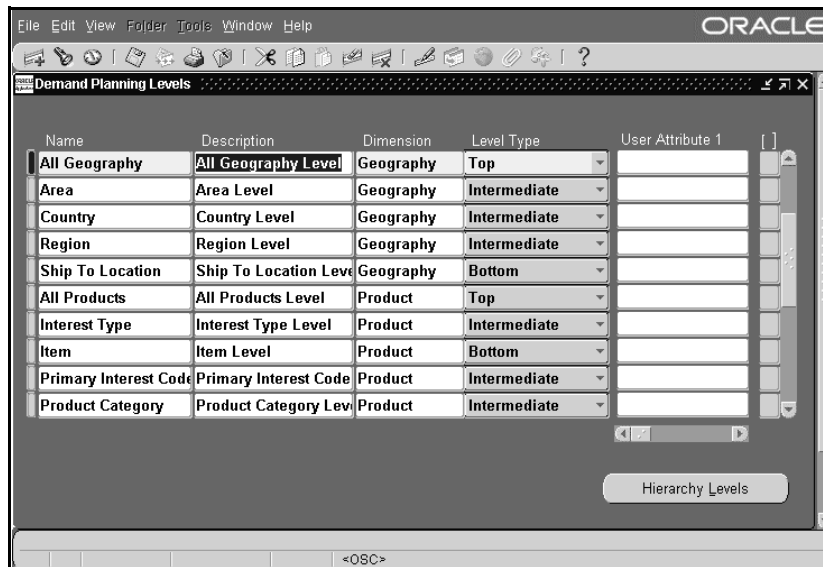 File Edit View Folder Tools Window Help ORACLE
?
Demand Planning Levels
Name Description Dimension Level Type User Attribute 1 [ ]
All Geography All Geography Level Geography Top
Area Area Level Geography Intermediate
Country Country Level Geography Intermediate
Region Region Level Geography Intermediate
Ship To Location Ship To Location Leve Geography Bottom
All Products All Products Level Product Top
Interest Type Interest Type Level Product Intermediate
Item Item Level Product Bottom
Primary Interest Code Primary Interest Code Product Intermediate
Product Category Product Category Lev Product Intermediate
Hierarchy Levels
<OSC>